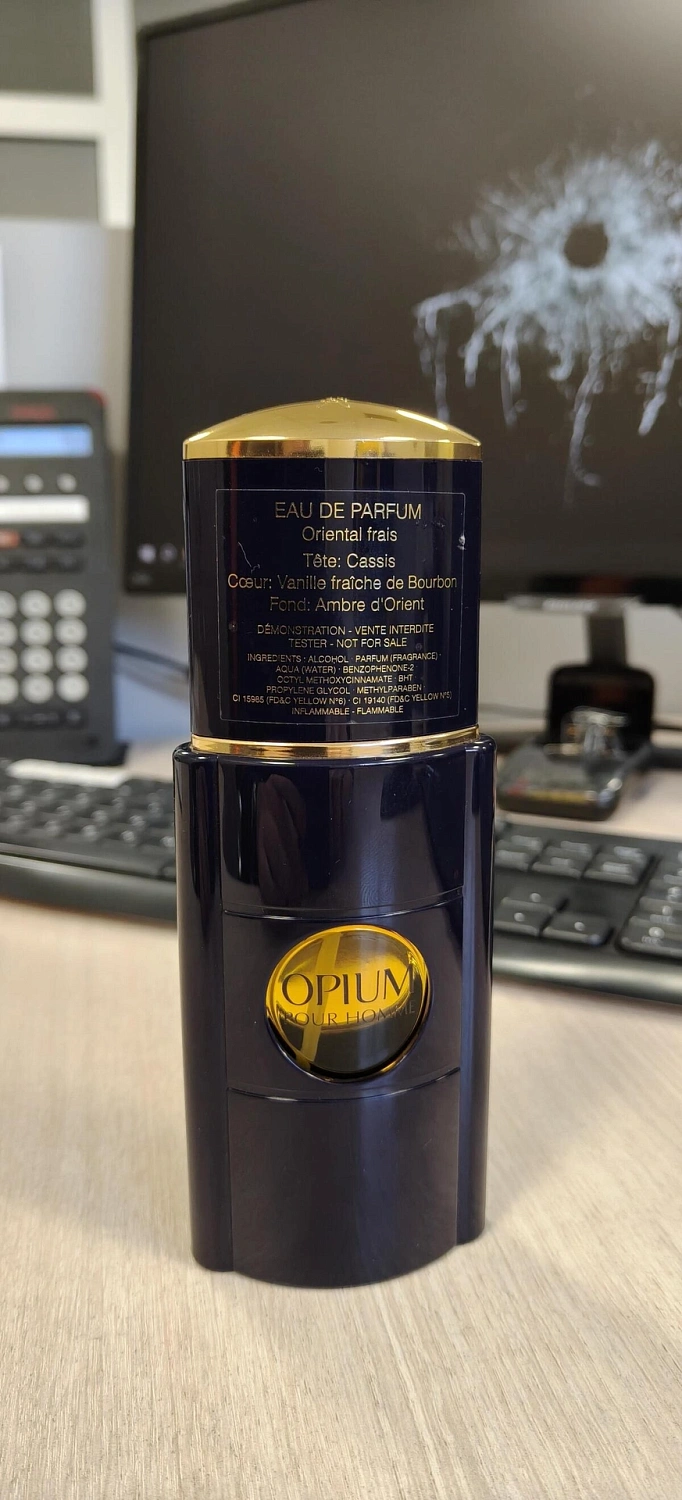 EAU DE PARFUM
Oriental frais
Tête: Cassis
Cœur: Vanille fraîche de Bourbon
Fond: Ambre d'Orient
DÉMONSTRATION - VENTE INTERDITE
TESTER - NOT FOR SALE
INGREDIENTS · ALCOHOL · PARFUM (FRAGRANCE) ·
AQUA (WATER) · BENZOPHENONE-2
OCTYL METHOXYCINNAMATE · BHT
PROPYLENE GLYCOL · METHYLPARABEN
CI 15985 (FD&C YELLOW N°6) · CI 19140 (FD&C YELLOW N°5)
INFLAMMABLE - FLAMMABLE
OPIUM
POUR HOMME